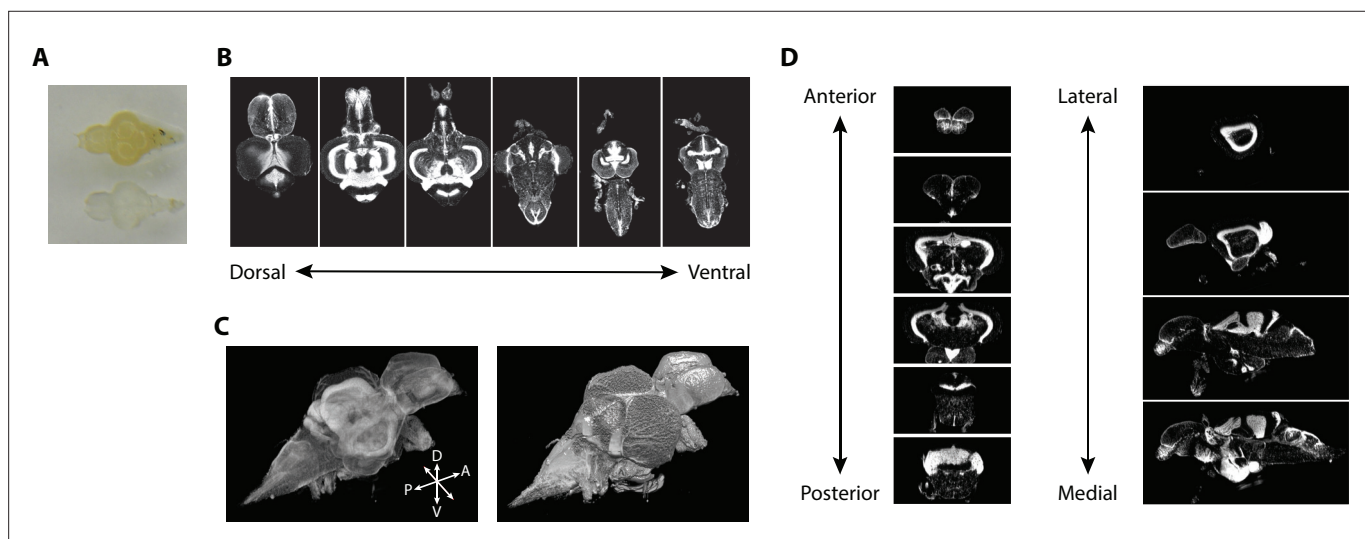 A
B
Dorsal
Ventral
C
D
A
P
V
D
Anterior
Posterior
Lateral
Medial